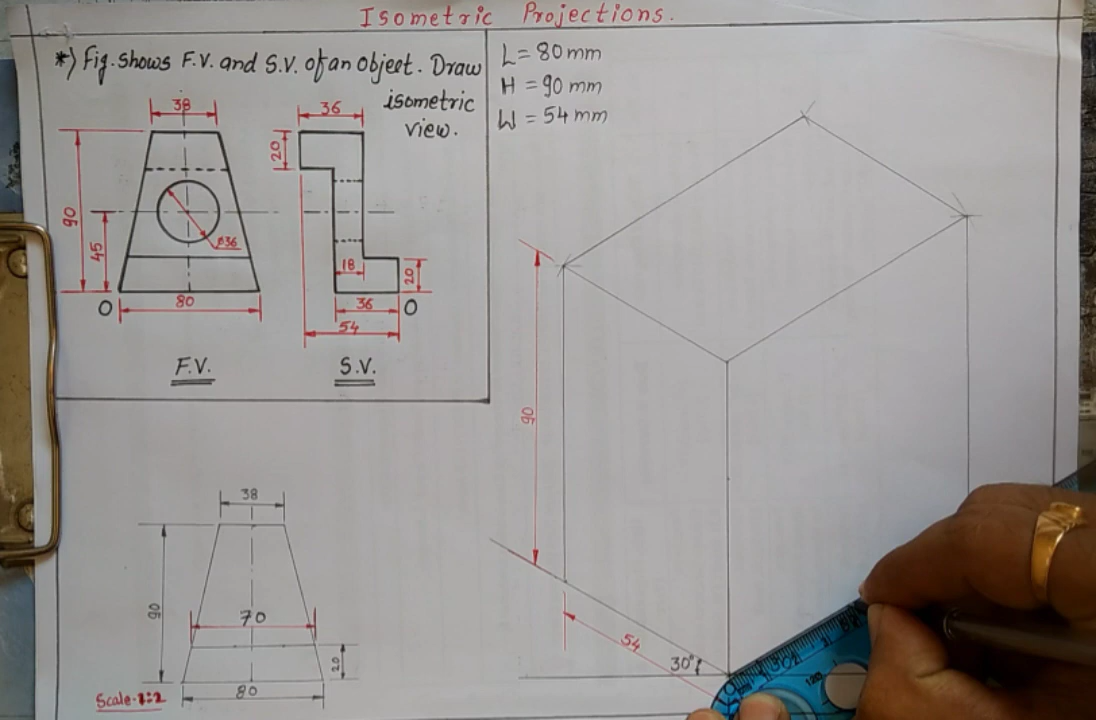 Isometric Projections.
*) Fig. shows F.V. and S.V. of an object. Draw
isometric
view.
L = 80 mm
H = 90 mm
W = 54 mm
38
36
20
90
45
ø36
18
20
O
80
36
O
54
F.V.
S.V.
90
38
90
70
20
80
Scale-1:2
54
30°